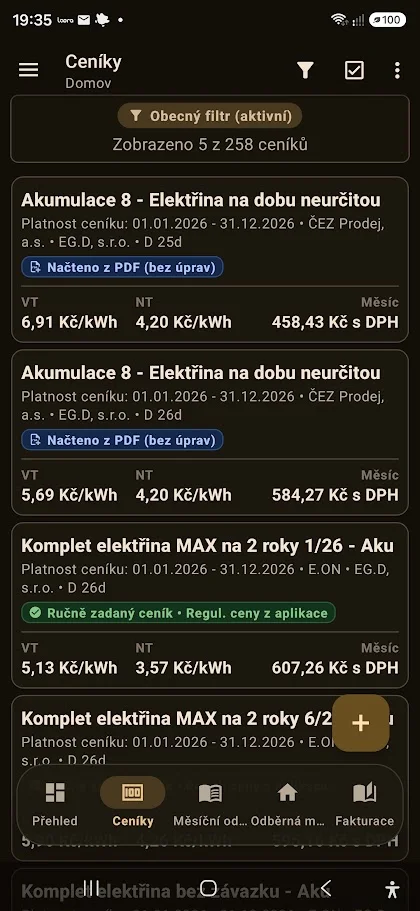 19:35
100
Ceníky
Domov
Obecný filtr (aktivní)
Zobrazeno 5 z 258 ceníků
Akumulace 8 - Elektřina na dobu neurčitou
Platnost ceníku: 01.01.2026 - 31.12.2026 • ČEZ Prodej,
a.s. • EG.D, s.r.o. • D 25d
Načteno z PDF (bez úprav)
VT NT Měsíc
6,91 Kč/kWh 4,20 Kč/kWh 458,43 Kč s DPH
Akumulace 8 - Elektřina na dobu neurčitou
Platnost ceníku: 01.01.2026 - 31.12.2026 • ČEZ Prodej,
a.s. • EG.D, s.r.o. • D 26d
Načteno z PDF (bez úprav)
VT NT Měsíc
5,69 Kč/kWh 4,20 Kč/kWh 584,27 Kč s DPH
Komplet elektřina MAX na 2 roky 1/26 - Aku
Platnost ceníku: 01.01.2026 - 31.12.2026 • E.ON • EG.D,
s.r.o. • D 26d
Ručně zadaný ceník • Regul. ceny z aplikace
VT NT Měsíc
5,13 Kč/kWh 3,57 Kč/kWh 607,26 Kč s DPH
Komplet elektřina MAX na 2 roky 6/2
Platnost ceníku: 01.01.2026 - 31.12.2026 • E.O
s.r.o. • D 26d
Přehled Ceníky Měsíční od... Odběrná m... Fakturace
Komplet elektřina bez závazku - Aku